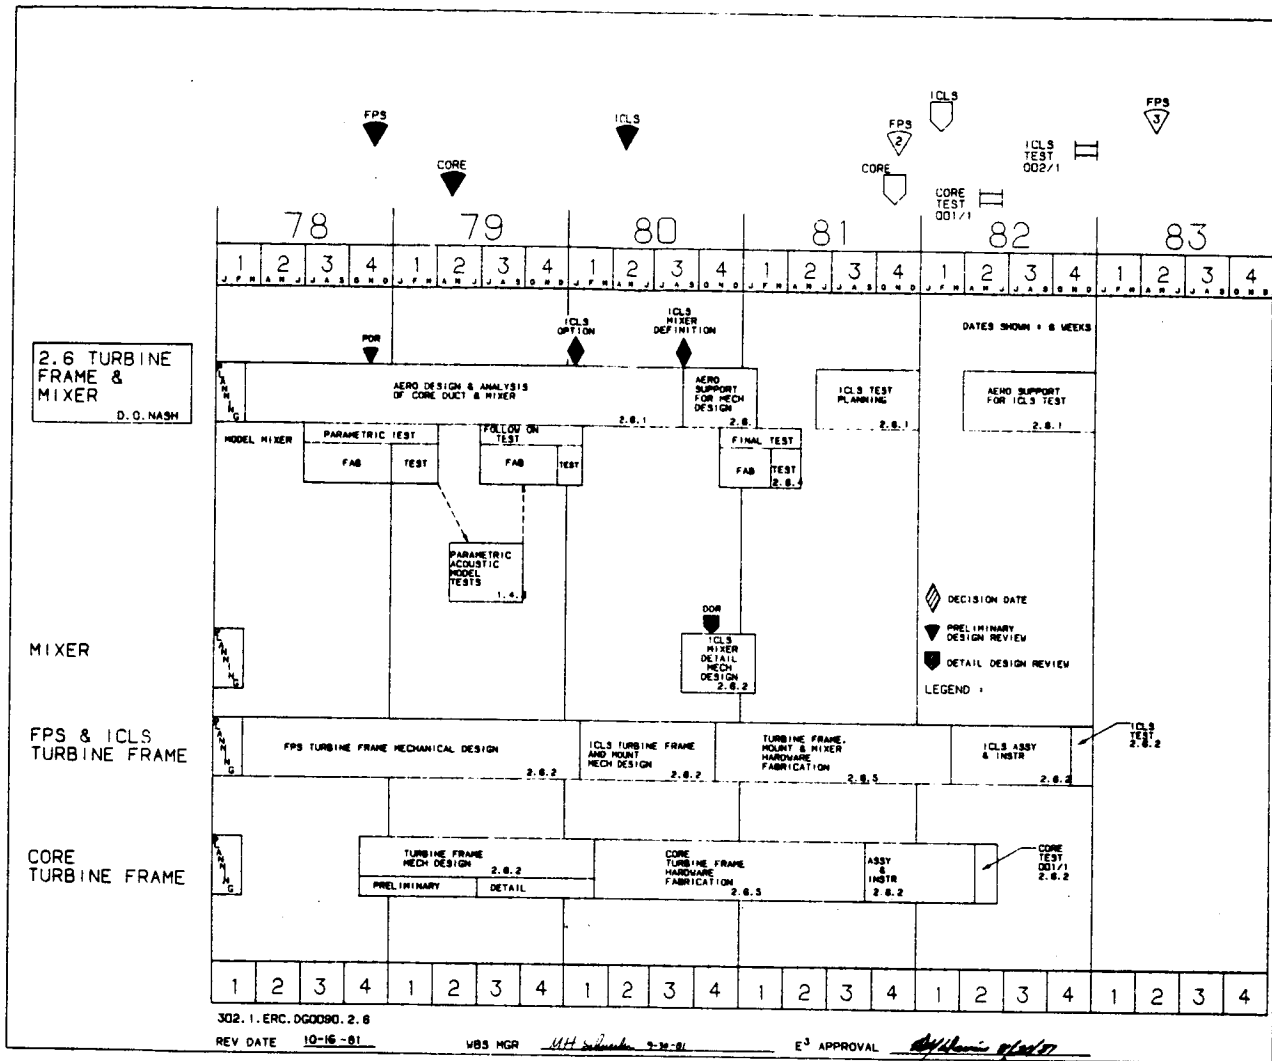 FPS
CORE
ICLS
FPS
2
CORE
ICLS
CORE
TEST
001/1
ICLS
TEST
002/1
FPS
3
78 79 80 81 82 83
1 2 3 4 1 2 3 4 1 2 3 4 1 2 3 4 1 2 3 4 1 2 3 4
J F M A M J J A S O N D J F M A M J J A S O N D J F M A M J J A S O N D J F M A M J J A S O N D J F M A M J J A S O N D J F M A M J J A S O N D
DATES SHOWN ± 6 WEEKS
PDR
ICLS
OPTION
ICLS
MIXER
DEFINITION
2.6 TURBINE
FRAME &
MIXER
D.O.NASH
PLANNING
AERO DESIGN & ANALYSIS
OF CORE DUCT & MIXER
2.6.1
AERO
SUPPORT
FOR MECH
DESIGN
2.6.
ICLS TEST
PLANNING
2.6.1
AERO SUPPORT
FOR ICLS TEST
2.6.1
MODEL MIXER
PARAMETRIC TEST
FAB
TEST
FOLLOW ON
TEST
FAB
TEST
FINAL TEST
FAB
TEST
2.6.4
PARAMETRIC
ACOUSTIC
MODEL
TESTS
1.4.
DECISION DATE
PRELIMINARY
DESIGN REVIEW
DETAIL DESIGN REVIEW
LEGEND :
MIXER
PLANNING
DDR
ICLS
MIXER
DETAIL
MECH
DESIGN
2.6.2
FPS & ICLS
TURBINE FRAME
PLANNING
FPS TURBINE FRAME MECHANICAL DESIGN
2.6.2
ICLS TURBINE FRAME
AND MOUNT
MECH DESIGN
2.6.2
TURBINE FRAME,
MOUNT & MIXER
HARDWARE
FABRICATION
2.6.5
ICLS ASSY
& INSTR
2.6.2
ICLS
TEST
2.6.2
CORE
TURBINE FRAME
PLANNING
TURBINE FRAME
MECH DESIGN
2.6.2
PRELIMINARY
DETAIL
CORE
TURBINE FRAME
HARDWARE
FABRICATION
2.6.5
ASSY
&
INSTR
2.6.2
CORE
TEST
001/1
2.6.2
1 2 3 4 1 2 3 4 1 2 3 4 1 2 3 4 1 2 3 4 1 2 3 4
302.1.ERC.DG0090.2.6
REV DATE 10-16-81
WBS MGR
E³ APPROVAL